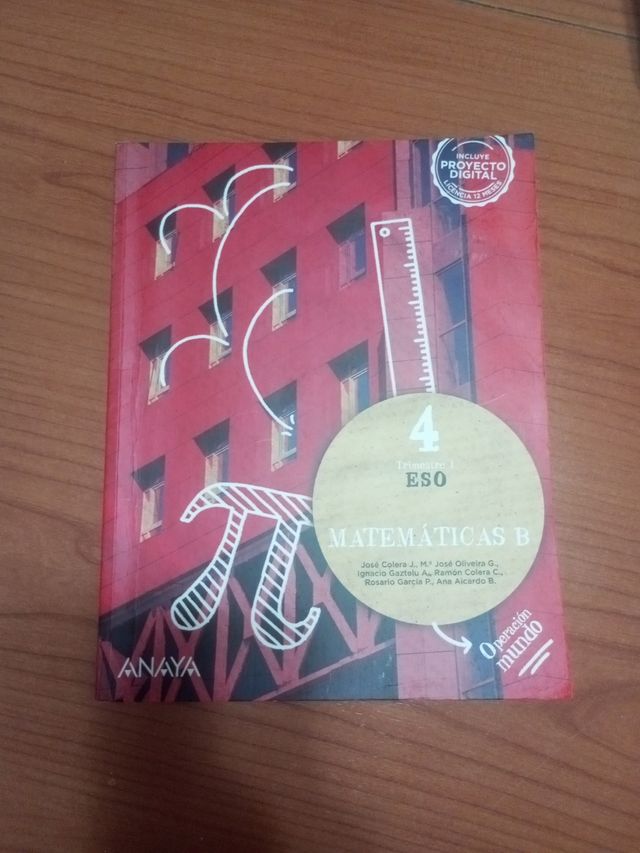 INCLUYE
PROYECTO
DIGITAL
LICENCIA 12 MESES
4
Trimestre 1
ESO
MATEMÁTICAS B
José Colera J., M.ª José Oliveira G.,
Ignacio Gaztelu A., Ramón Colera C.,
Rosario García P., Ana Aicardo B.
Operación
mundo
ANAYA
π